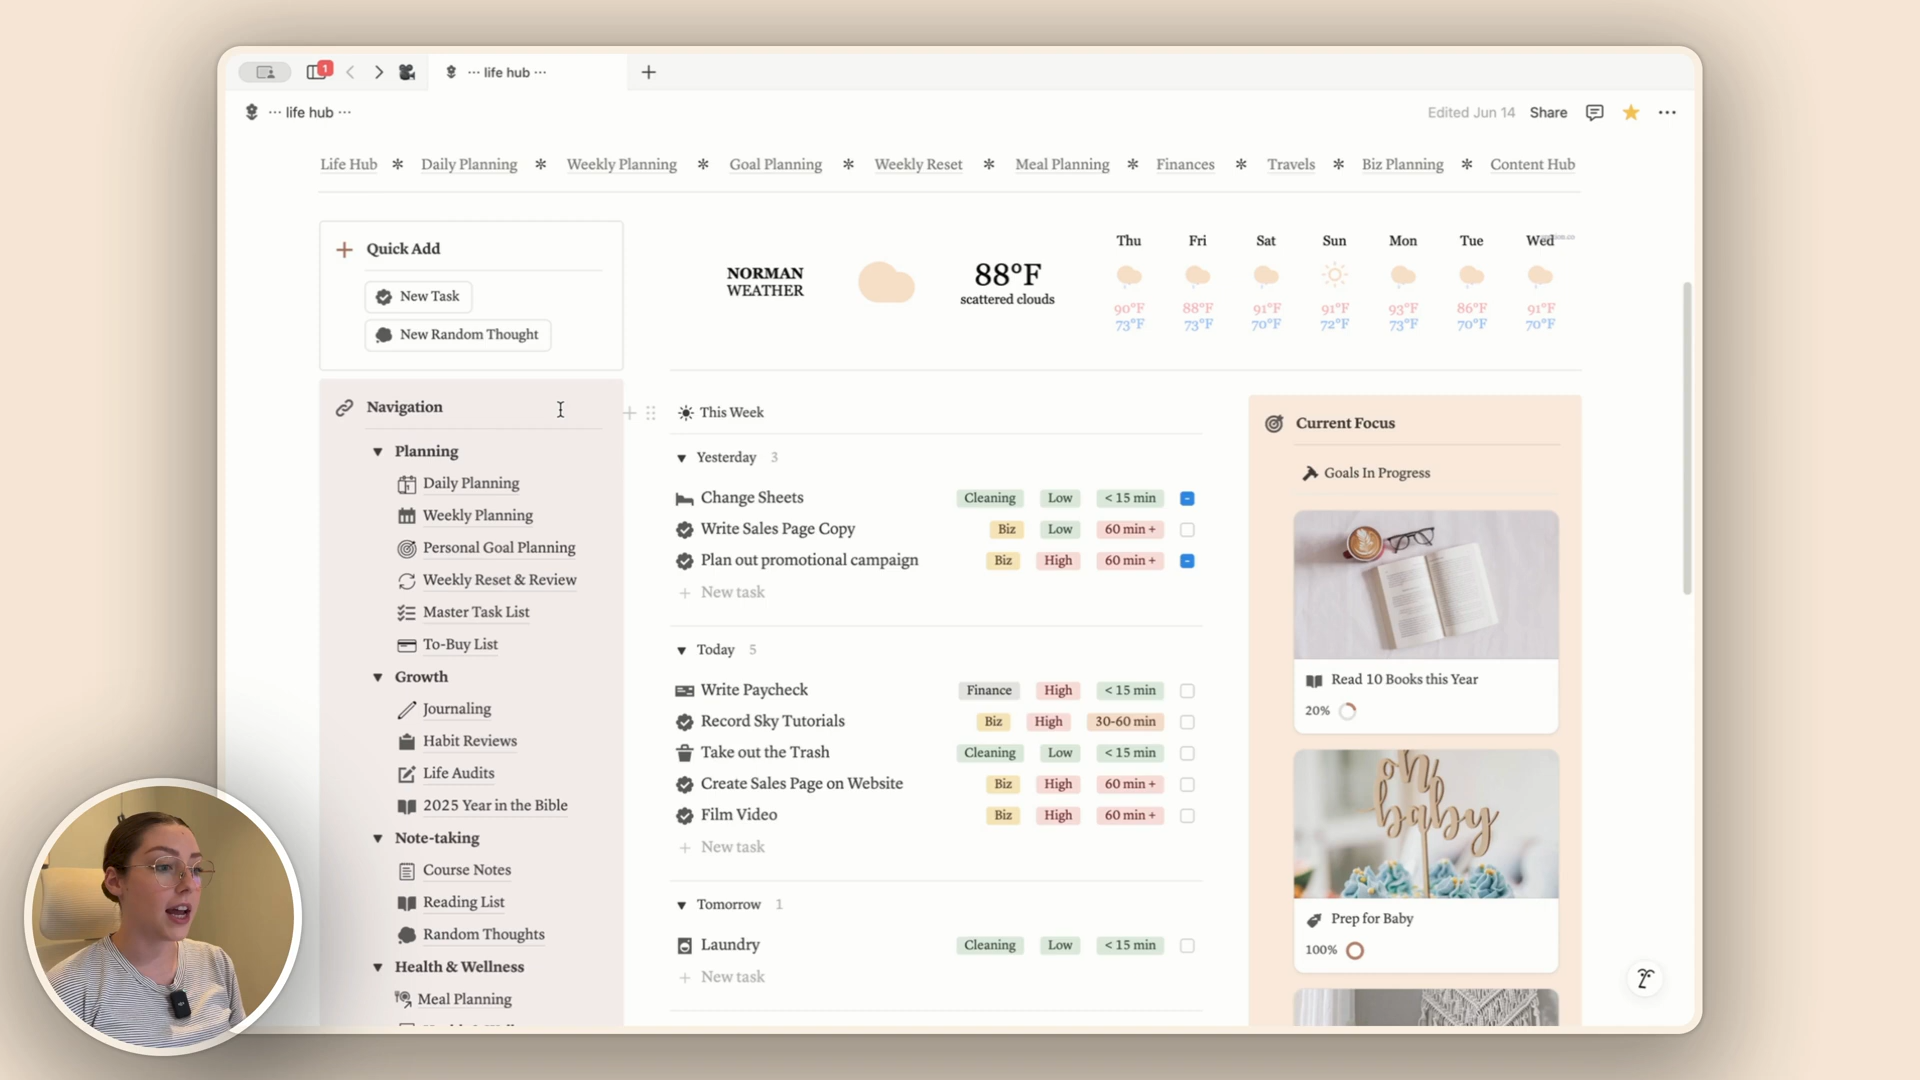 1
··· life hub ···
··· life hub ···
Edited Jun 14 Share
Life Hub * Daily Planning * Weekly Planning * Goal Planning * Weekly Reset * Meal Planning * Finances * Travels * Biz Planning * Content Hub
Quick Add
New Task
New Random Thought
NORMAN
WEATHER
88°F
scattered clouds
Thu Fri Sat Sun Mon Tue Wed
90°F 88°F 91°F 91°F 93°F 86°F 91°F
73°F 73°F 70°F 72°F 73°F 70°F 70°F
Navigation
Planning
Daily Planning
Weekly Planning
Personal Goal Planning
Weekly Reset & Review
Master Task List
To-Buy List
Growth
Journaling
Habit Reviews
Life Audits
2025 Year in the Bible
Note-taking
Course Notes
Reading List
Random Thoughts
Health & Wellness
Meal Planning
This Week
Yesterday 3
Change Sheets Cleaning Low < 15 min
Write Sales Page Copy Biz Low 60 min +
Plan out promotional campaign Biz High 60 min +
+ New task
Today 5
Write Paycheck Finance High < 15 min
Record Sky Tutorials Biz High 30-60 min
Take out the Trash Cleaning Low < 15 min
Create Sales Page on Website Biz High 60 min +
Film Video Biz High 60 min +
+ New task
Tomorrow 1
Laundry Cleaning Low < 15 min
+ New task
Current Focus
Goals In Progress
Read 10 Books this Year
20%
oh
baby
Prep for Baby
100%